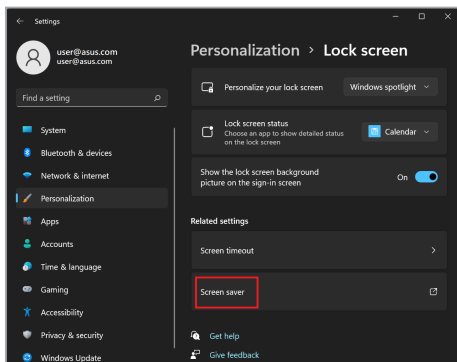 Settings
user@asus.com
user@asus.com
Find a setting
System
Bluetooth & devices
Network & internet
Personalization
Apps
Accounts
Time & language
Gaming
Accessibility
Privacy & security
Windows Update
Personalization > Lock screen
Personalize your lock screen
Windows spotlight
Lock screen status
Choose an app to show detailed status
on the lock screen
Calendar
Show the lock screen background
picture on the sign-in screen
On
Related settings
Screen timeout
Screen saver
Get help
Give feedback